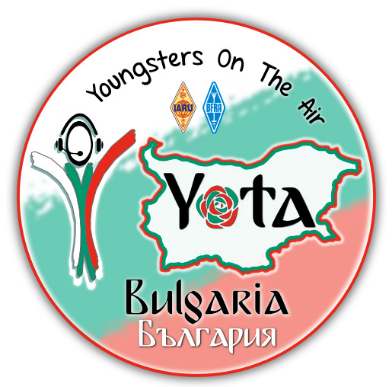 Youngsters On The Air
IARU BFRA
Yota
Bulgaria
България